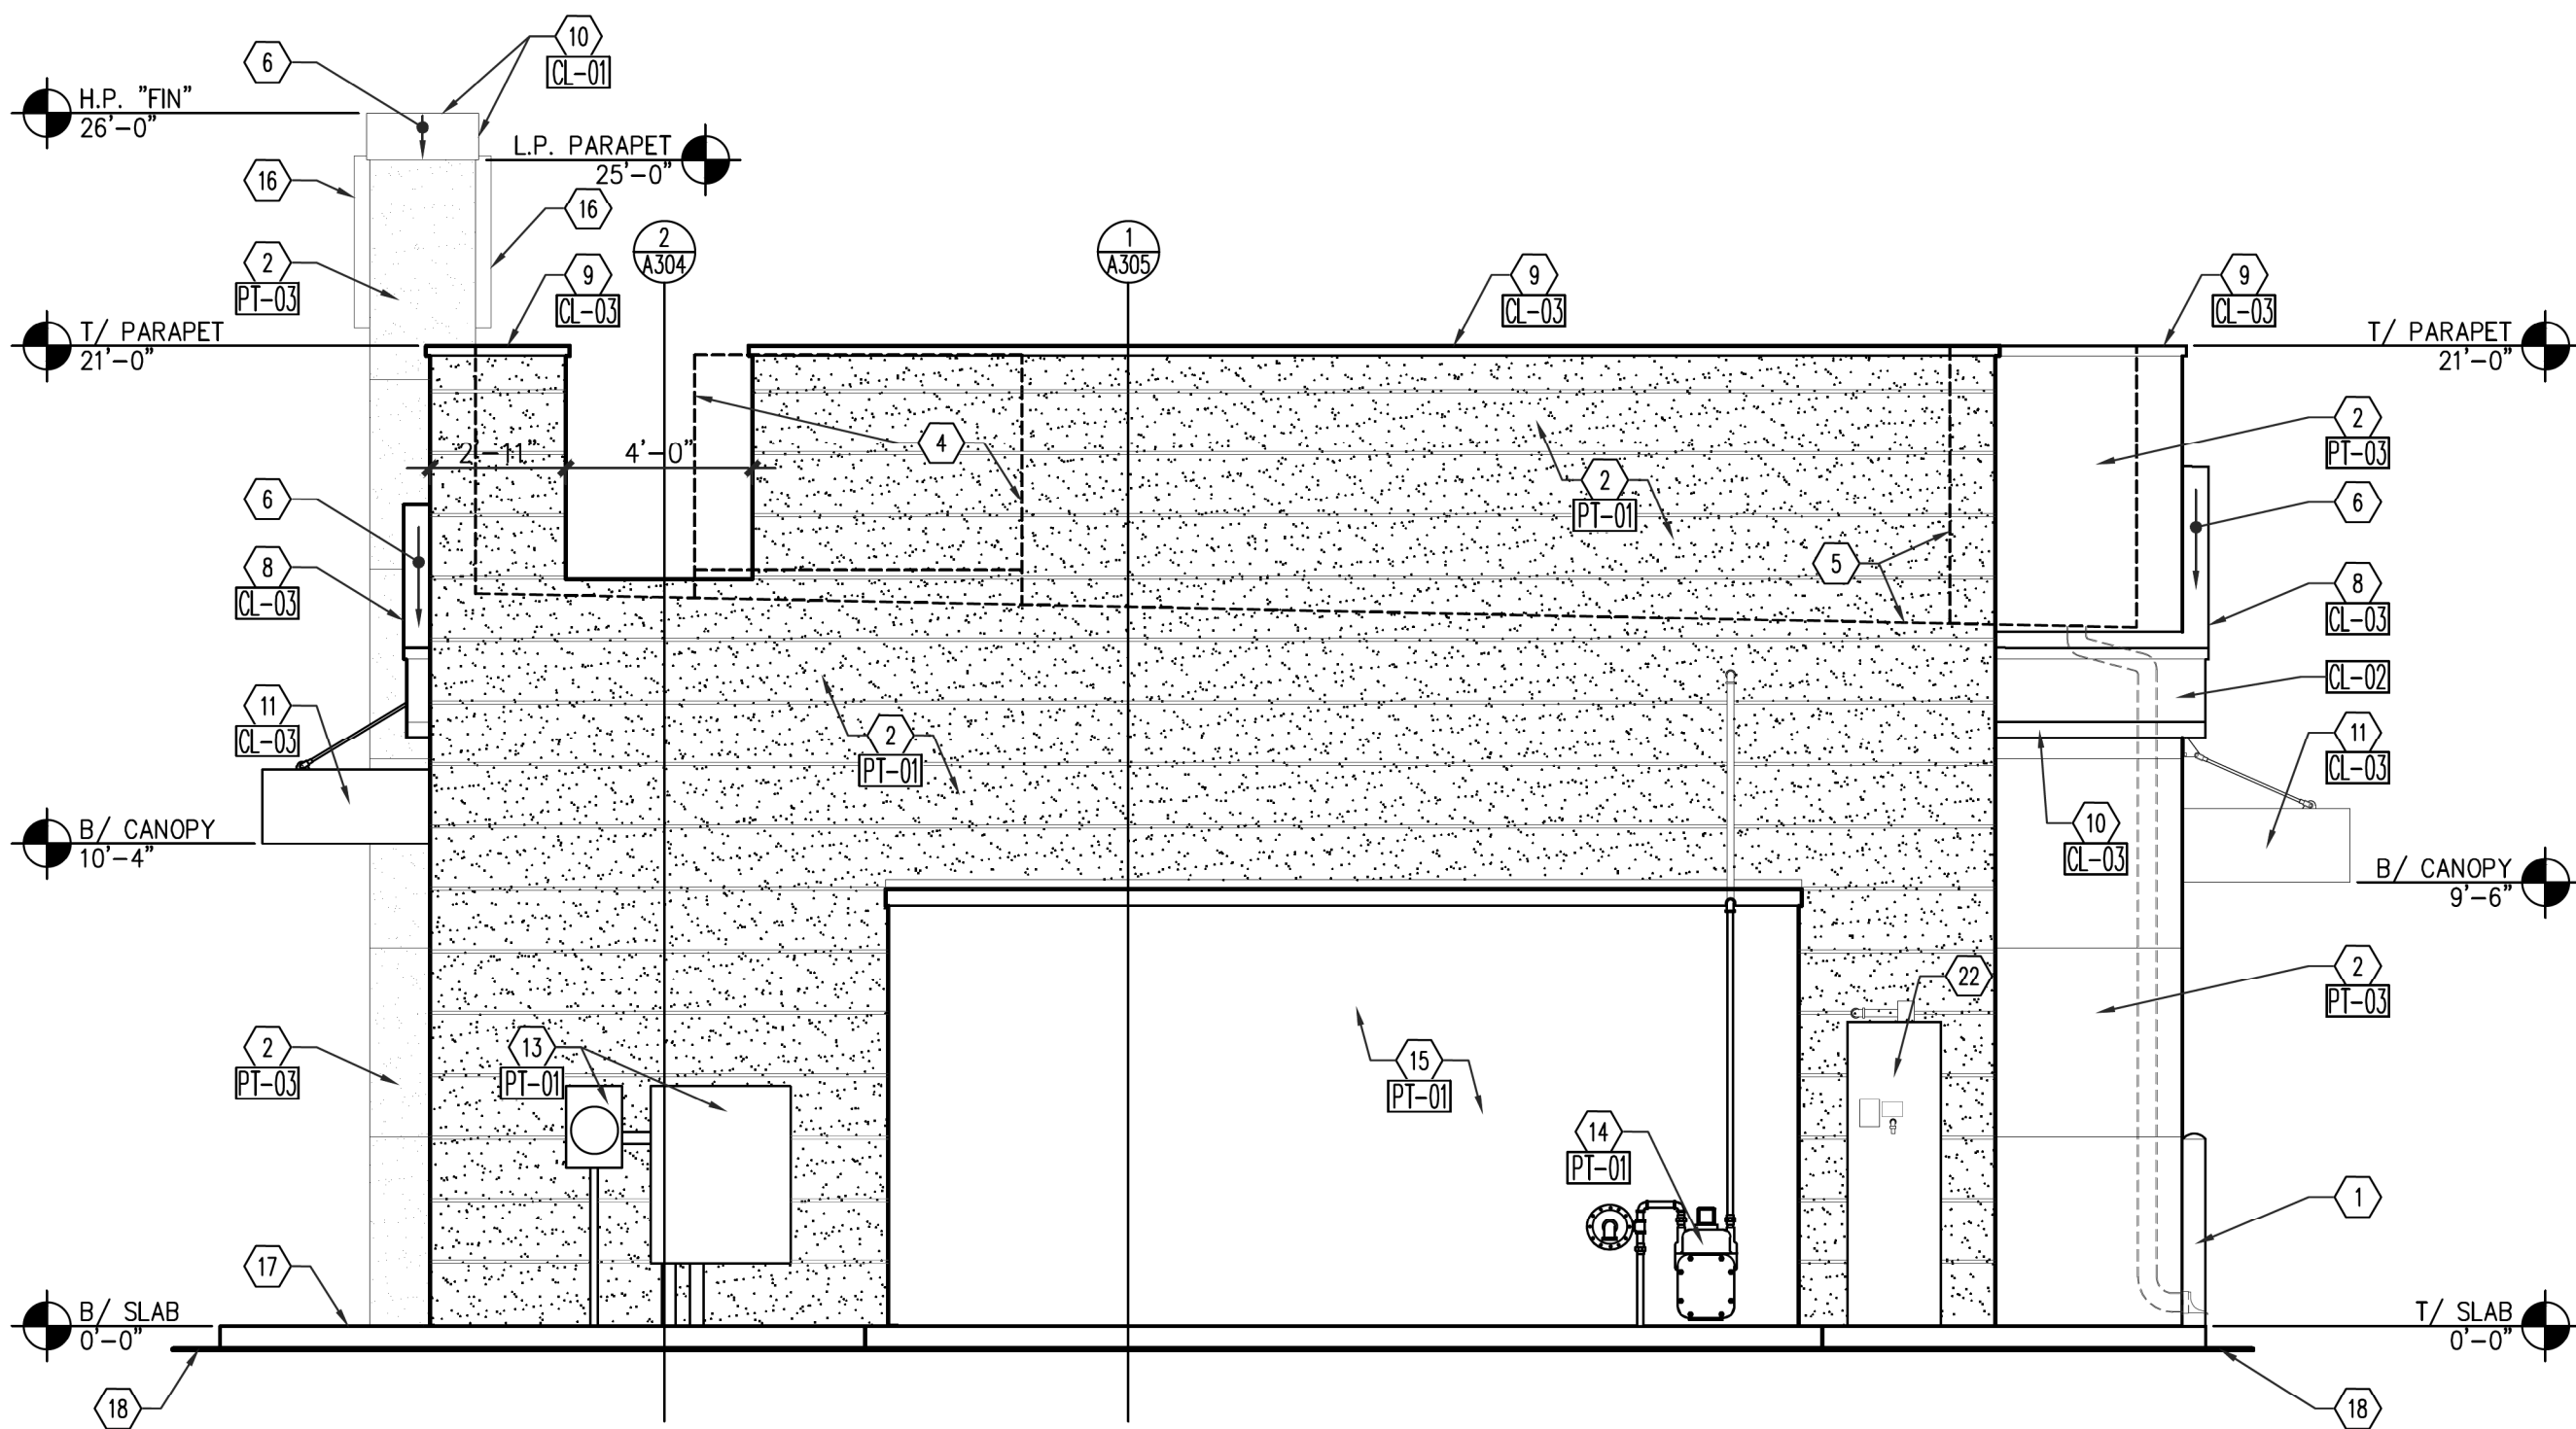 10
CL-01
6
H.P. "FIN"
26'-0"
L.P. PARAPET
25'-0"
16
16
2
A304
1
A305
2
PT-03
9
CL-03
9
CL-03
9
CL-03
T/ PARAPET
21'-0"
T/ PARAPET
21'-0"
2
PT-03
2'-11"
4'-0"
4
2
PT-01
6
6
5
8
CL-03
8
CL-03
CL-02
11
CL-03
2
PT-01
11
CL-03
10
CL-03
B/ CANOPY
10'-4"
B/ CANOPY
9'-6"
22
2
PT-03
2
PT-03
13
PT-01
15
PT-01
14
PT-01
1
17
B/ SLAB
0'-0"
T/ SLAB
0'-0"
18
18